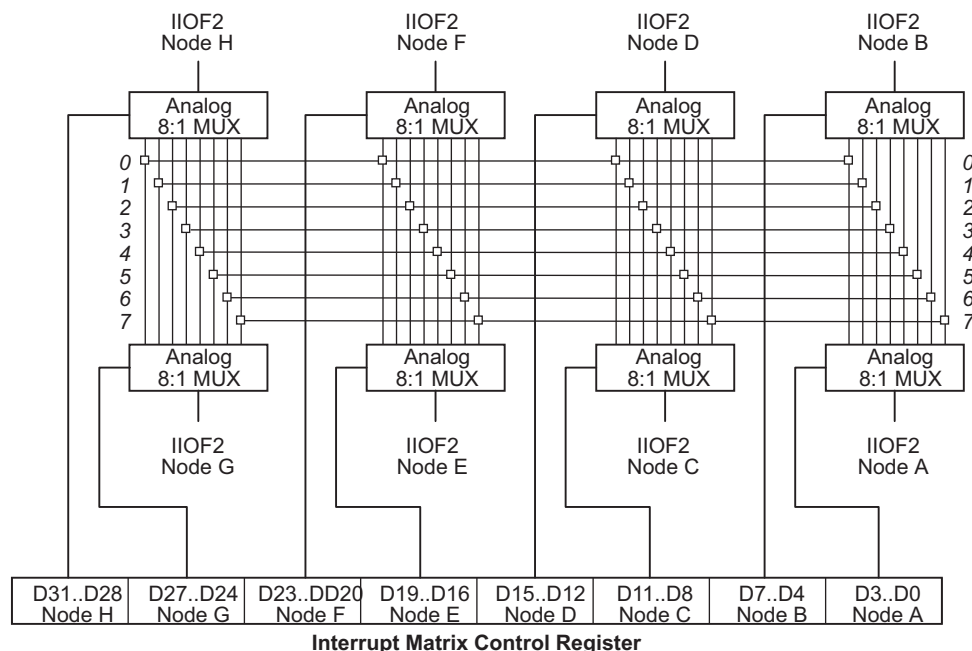 IIOF2
Node H
IIOF2
Node F
IIOF2
Node D
IIOF2
Node B
Analog
8:1 MUX
Analog
8:1 MUX
Analog
8:1 MUX
Analog
8:1 MUX
0
1
2
3
4
5
6
7
0
1
2
3
4
5
6
7
Analog
8:1 MUX
Analog
8:1 MUX
Analog
8:1 MUX
Analog
8:1 MUX
IIOF2
Node G
IIOF2
Node E
IIOF2
Node C
IIOF2
Node A
D31..D28
Node H
D27..D24
Node G
D23..DD20
Node F
D19..D16
Node E
D15..D12
Node D
D11..D8
Node C
D7..D4
Node B
D3..D0
Node A
Interrupt Matrix Control Register